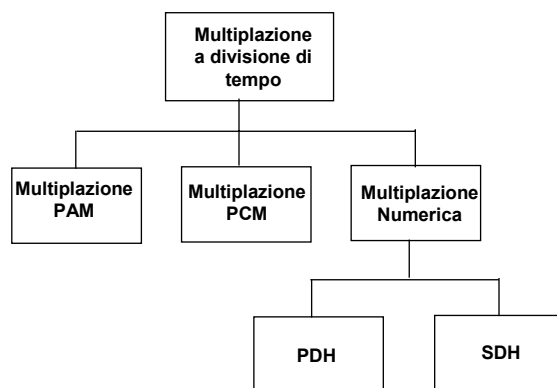 Multiplazione
a divisione di
tempo
Multiplazione
PAM
Multiplazione
PCM
Multiplazione
Numerica
PDH
SDH